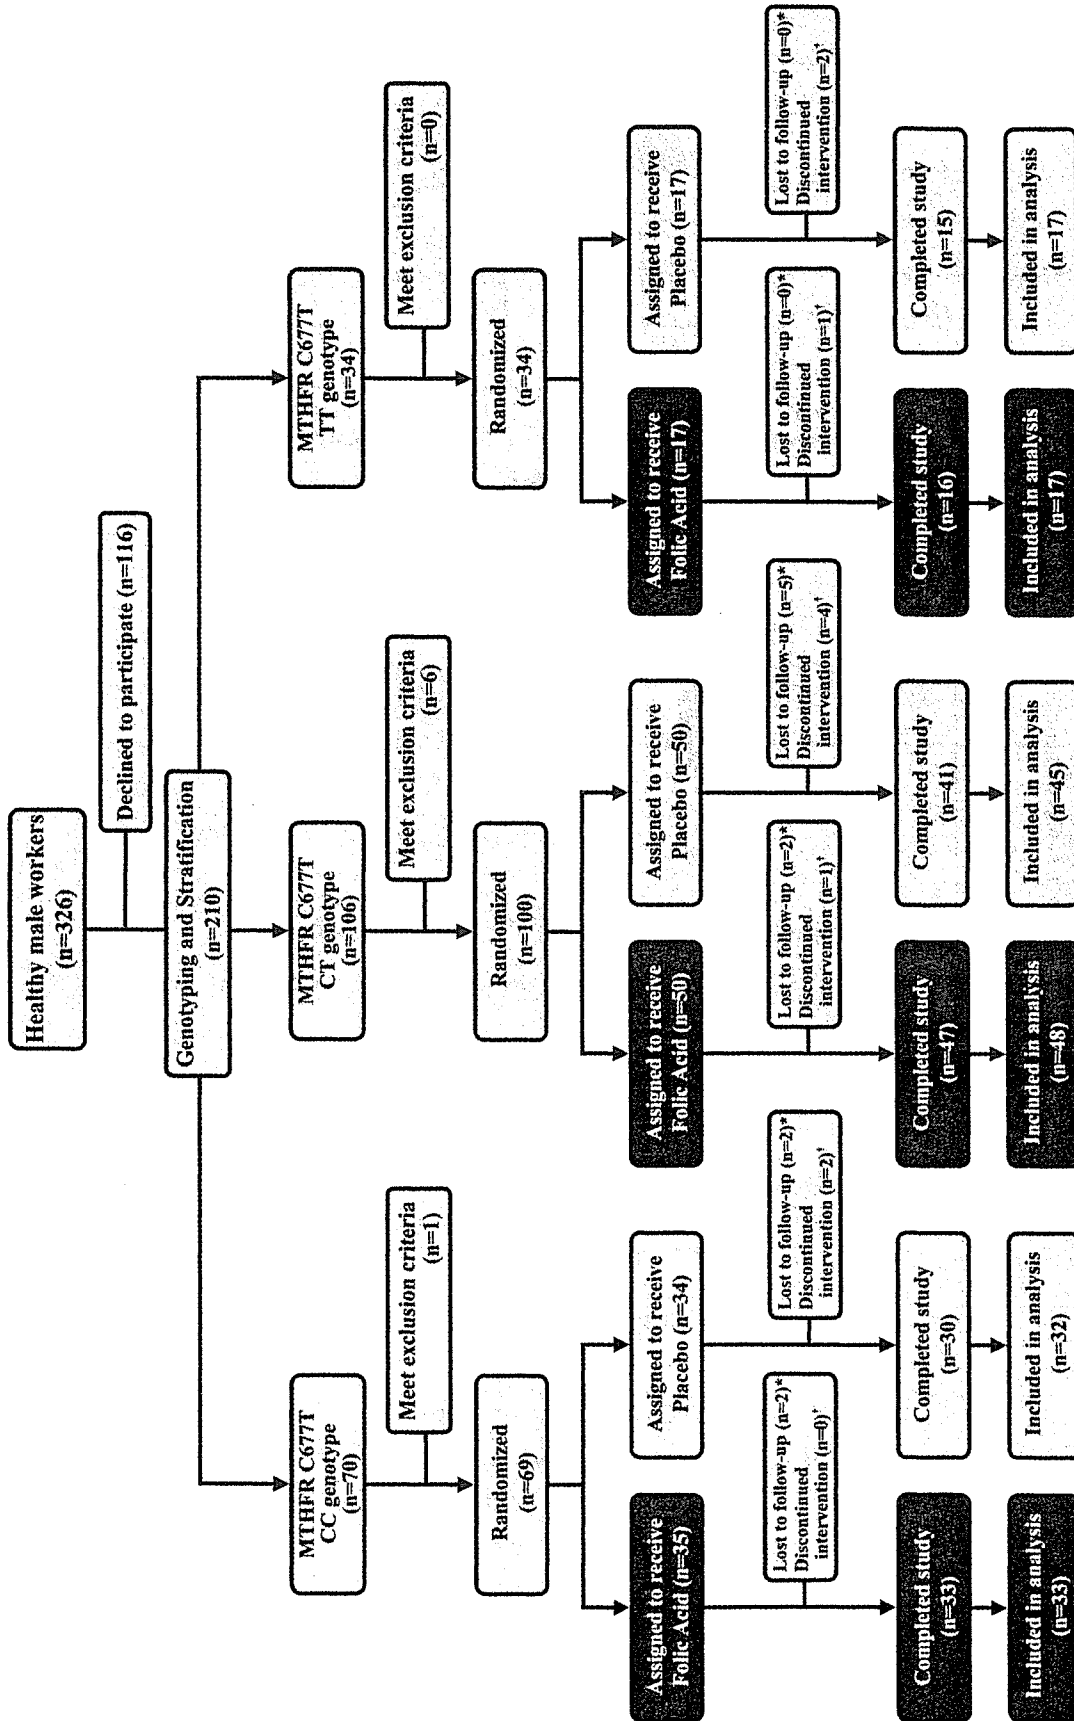 Healthy male workers
(n=326)
Declined to participate (n=116)
Genotyping and Stratification
(n=210)
MTHFR C677T
CC genotype
(n=70)
MTHFR C677T
CT genotype
(n=106)
MTHFR C677T
TT genotype
(n=34)
Meet exclusion criteria
(n=1)
Meet exclusion criteria
(n=6)
Meet exclusion criteria
(n=0)
Randomized
(n=69)
Randomized
(n=100)
Randomized
(n=34)
Assigned to receive
Folic Acid (n=35)
Assigned to receive
Placebo (n=34)
Assigned to receive
Folic Acid (n=50)
Assigned to receive
Placebo (n=50)
Assigned to receive
Folic Acid (n=17)
Assigned to receive
Placebo (n=17)
Lost to follow-up (n=2)*
Discontinued
intervention (n=0)†
Lost to follow-up (n=2)*
Discontinued
intervention (n=2)†
Lost to follow-up (n=2)*
Discontinued
intervention (n=1)†
Lost to follow-up (n=5)*
Discontinued
intervention (n=4)†
Lost to follow-up (n=0)*
Discontinued
intervention (n=1)†
Lost to follow-up (n=0)*
Discontinued
intervention (n=2)†
Completed study
(n=33)
Completed study
(n=30)
Completed study
(n=47)
Completed study
(n=41)
Completed study
(n=16)
Completed study
(n=15)
Included in analysis
(n=33)
Included in analysis
(n=32)
Included in analysis
(n=48)
Included in analysis
(n=45)
Included in analysis
(n=17)
Included in analysis
(n=17)